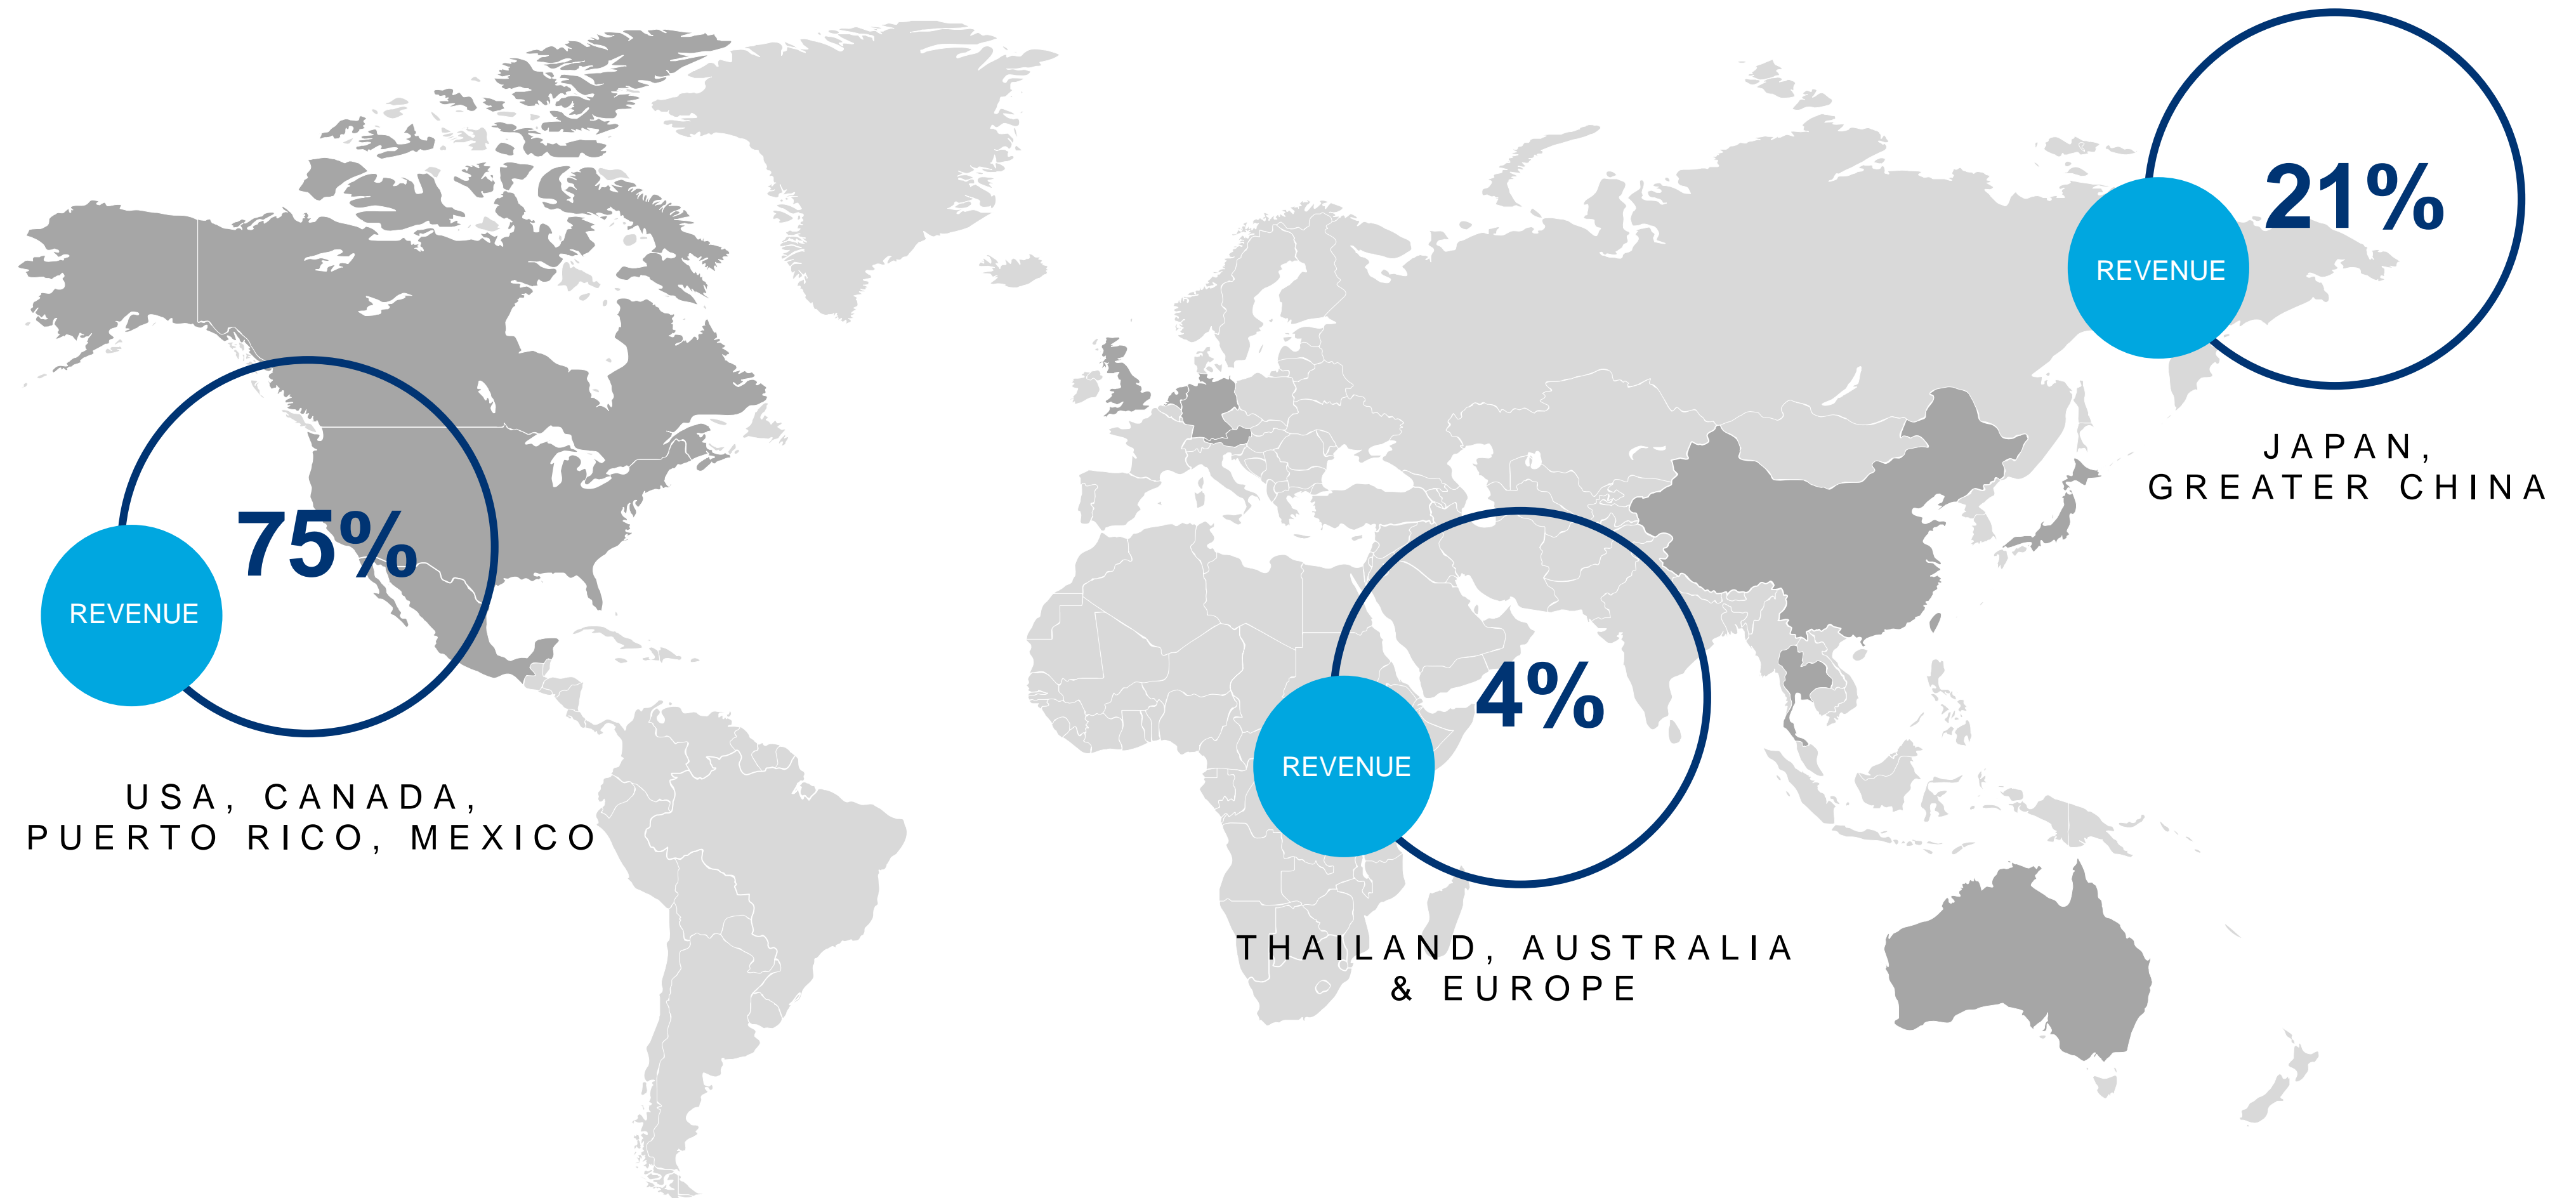 21%
REVENUE
JAPAN,
GREATER CHINA
75%
REVENUE
USA, CANADA,
PUERTO RICO, MEXICO
4%
REVENUE
THAILAND, AUSTRALIA
& EUROPE